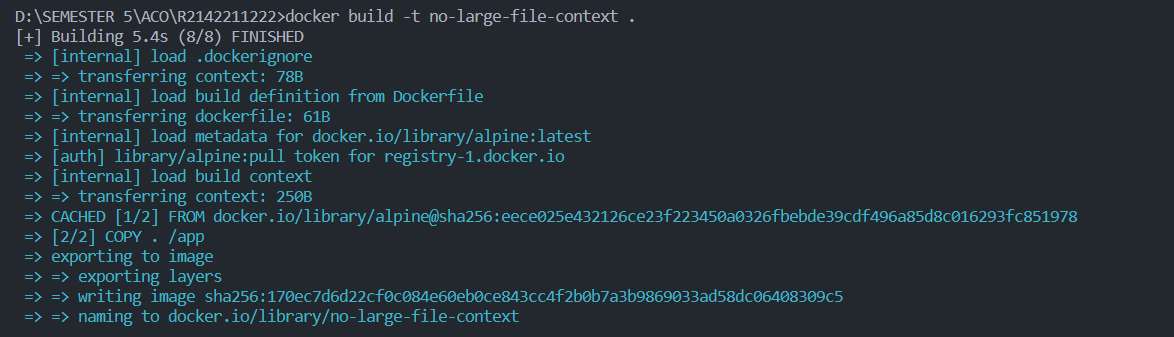 D:\SEMESTER 5\ACO\R2142211222>docker build -t no-large-file-context .
[+] Building 5.4s (8/8) FINISHED
=> [internal] load .dockerignore
=> => transferring context: 78B
=> [internal] load build definition from Dockerfile
=> => transferring dockerfile: 61B
=> [internal] load metadata for docker.io/library/alpine:latest
=> [auth] library/alpine:pull token for registry-1.docker.io
=> [internal] load build context
=> => transferring context: 250B
=> CACHED [1/2] FROM docker.io/library/alpine@sha256:eece025e432126ce23f223450a0326fbebde39cdf496a85d8c016293fc851978
=> [2/2] COPY . /app
=> exporting to image
=> => exporting layers
=> => writing image sha256:170ec7d6d22cf0c084e60eb0ce843cc4f2b0b7a3b9869033ad58dc06408309c5
=> => naming to docker.io/library/no-large-file-context